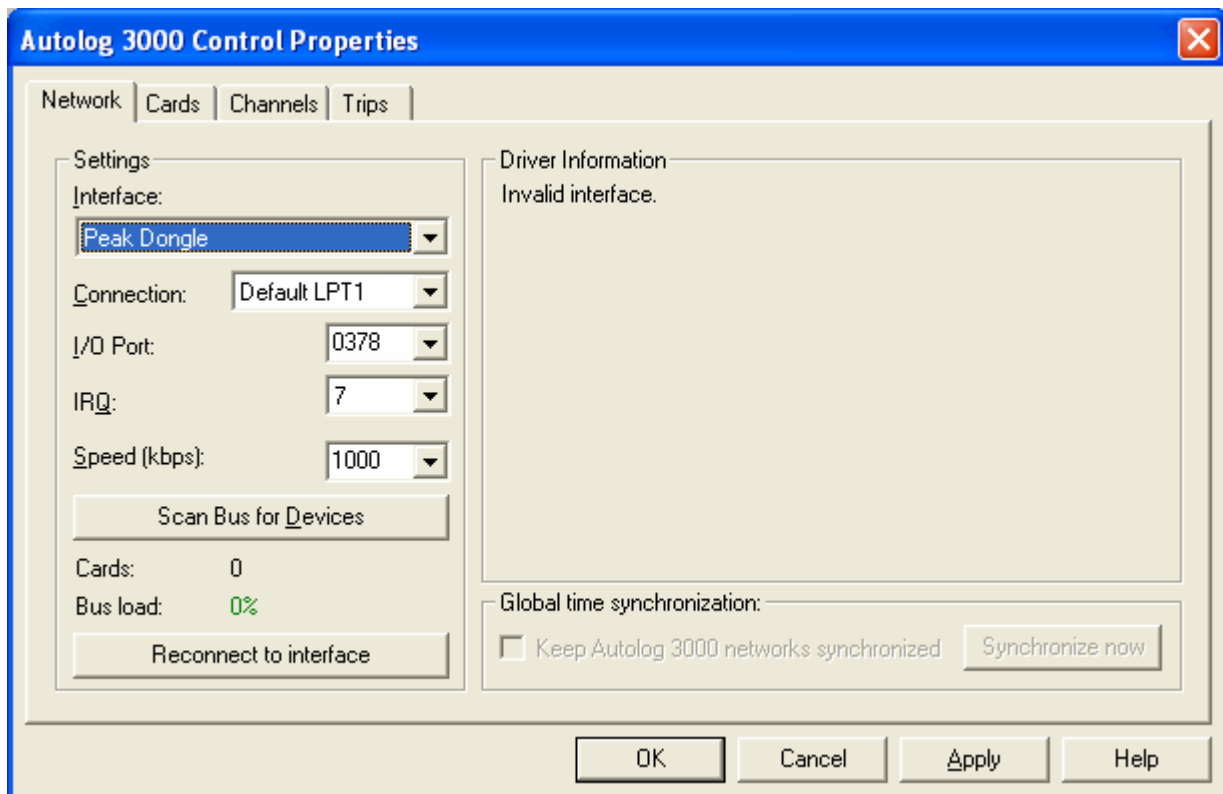 Autolog 3000 Control Properties
Network Cards Channels Trips
Settings
Interface:
Peak Dongle
Connection: Default LPT1
I/O Port: 0378
IRQ: 7
Speed (kbps): 1000
Scan Bus for Devices
Cards: 0
Bus load: 0%
Reconnect to interface
Driver Information
Invalid interface.
Global time synchronization:
Keep Autolog 3000 networks synchronized Synchronize now
OK Cancel Apply Help